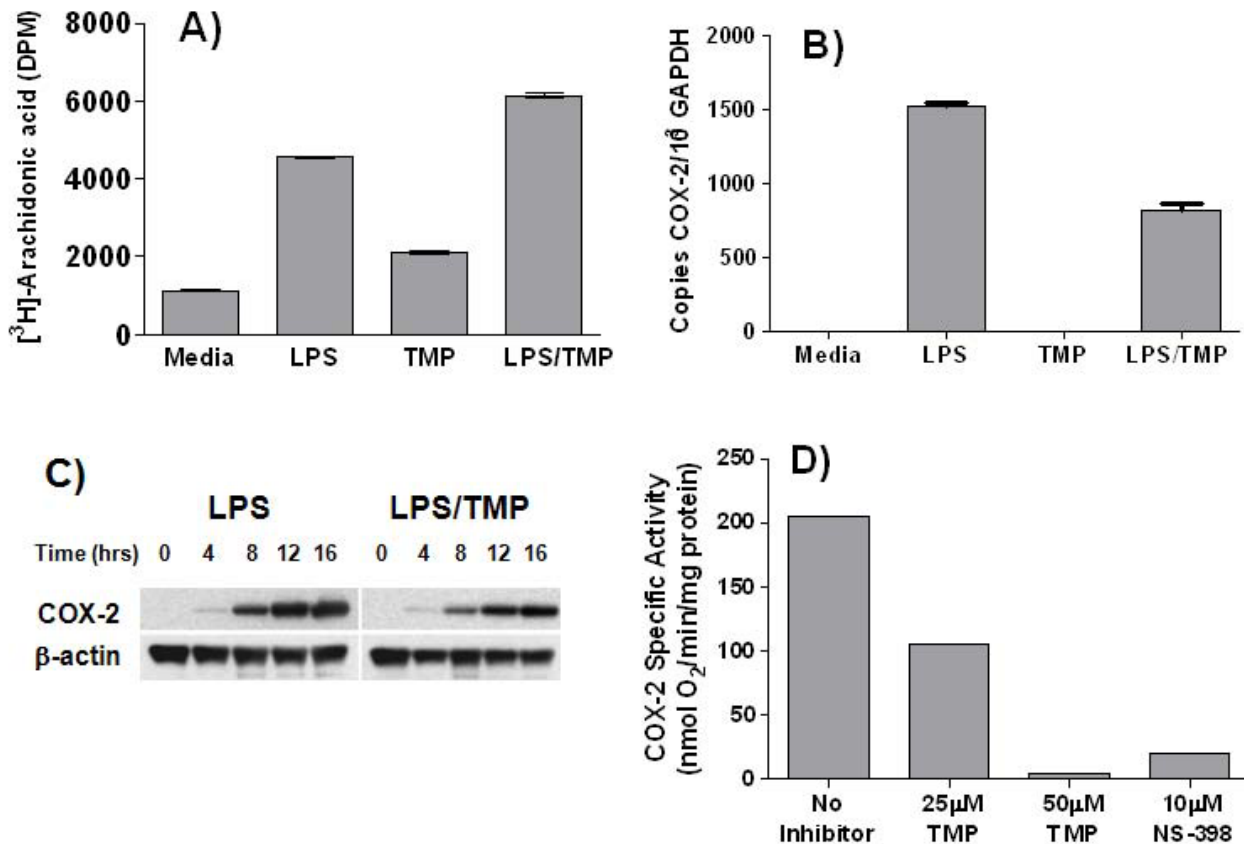 A)
[³H]-Arachidonic acid (DPM)
8000
6000
4000
2000
0
Media LPS TMP LPS/TMP
B)
Copies COX-2/10⁶ GAPDH
2000
1500
1000
500
0
Media LPS TMP LPS/TMP
C)
LPS LPS/TMP
Time (hrs) 0 4 8 12 16 0 4 8 12 16
COX-2
β-actin
D)
COX-2 Specific Activity
(nmol O₂/min/mg protein)
250
200
150
100
50
0
No 25µM 50µM 10µM
Inhibitor TMP TMP NS-398